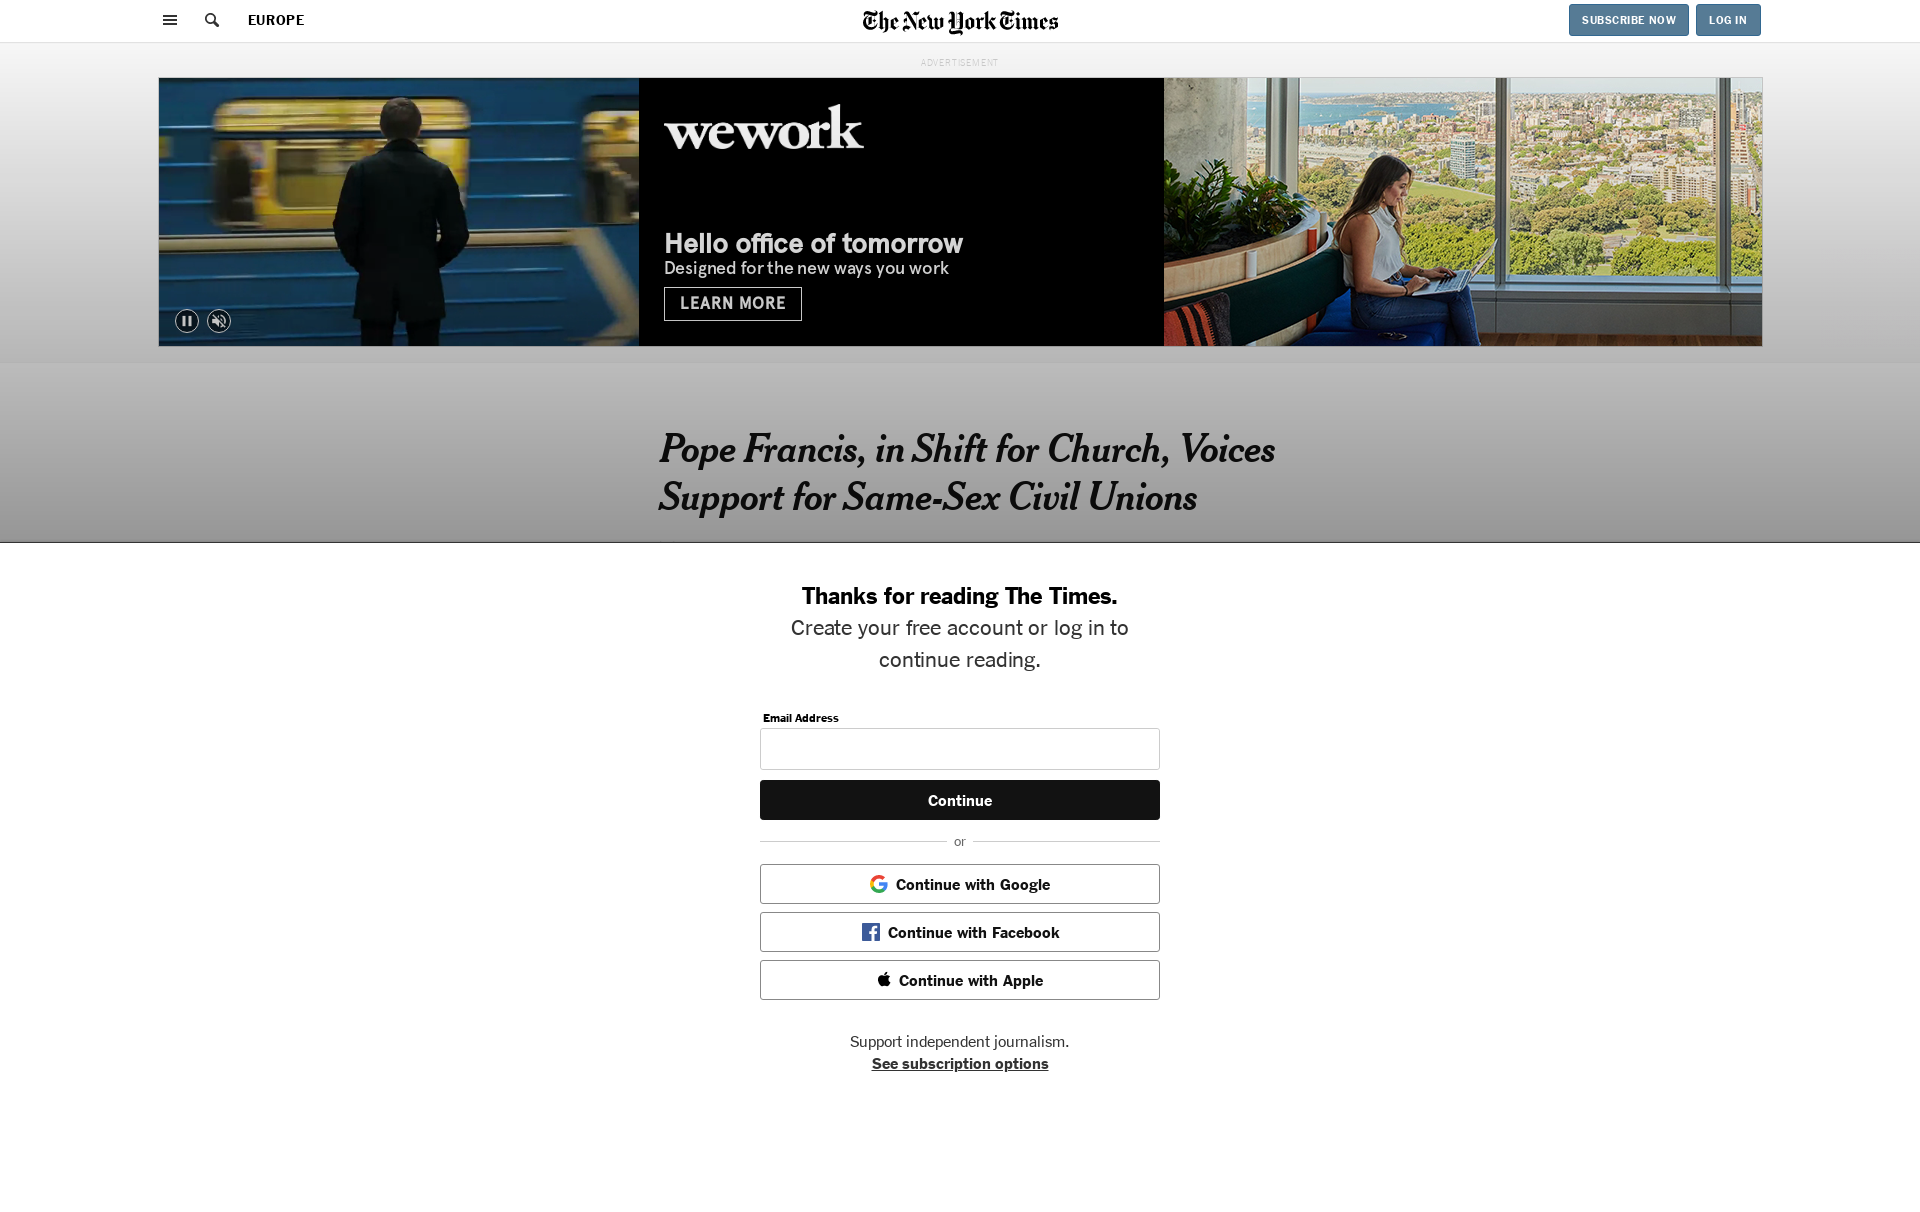 EUROPE
The New York Times
SUBSCRIBE NOW
LOG IN
ADVERTISEMENT
wework
Hello office of tomorrow
Designed for the new ways you work
LEARN MORE
Pope Francis, in Shift for Church, Voices
Support for Same-Sex Civil Unions
Thanks for reading The Times.
Create your free account or log in to
continue reading.
Email Address
Continue
or
Continue with Google
Continue with Facebook
Continue with Apple
Support independent journalism.
See subscription options